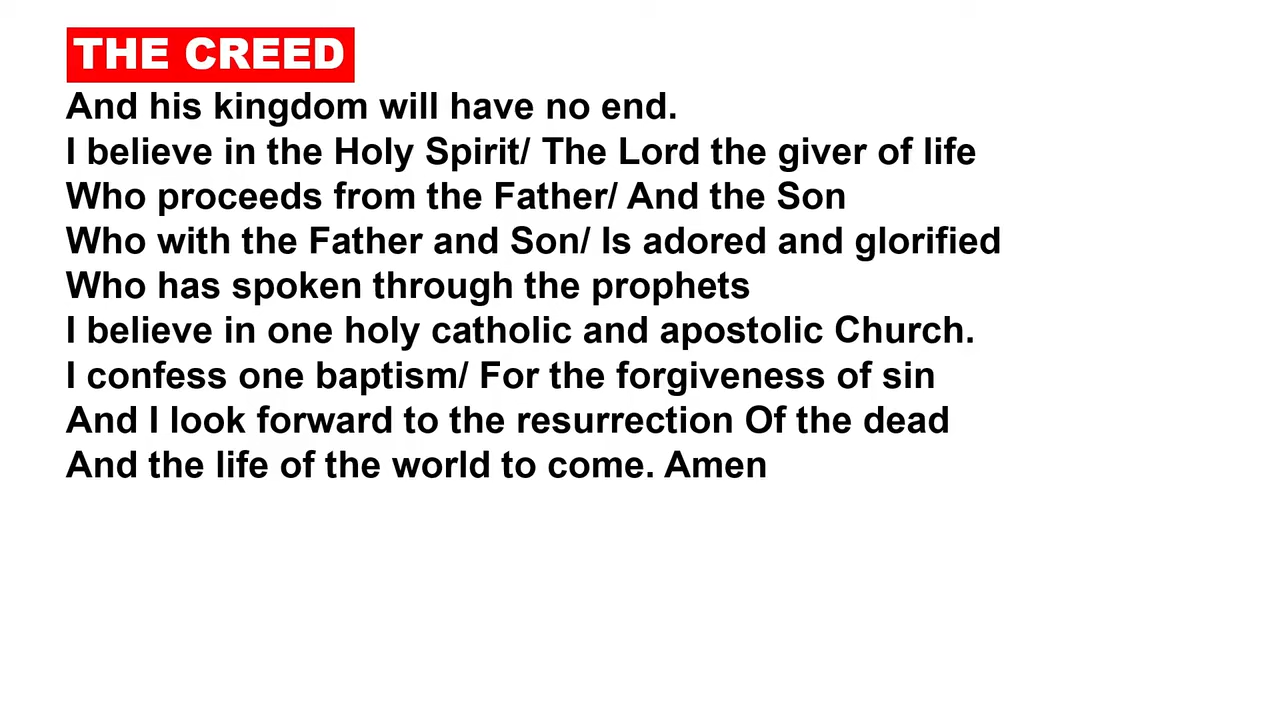 THE CREED
And his kingdom will have no end.
I believe in the Holy Spirit/ The Lord the giver of life
Who proceeds from the Father/ And the Son
Who with the Father and Son/ Is adored and glorified
Who has spoken through the prophets
I believe in one holy catholic and apostolic Church.
I confess one baptism/ For the forgiveness of sin
And I look forward to the resurrection Of the dead
And the life of the world to come. Amen